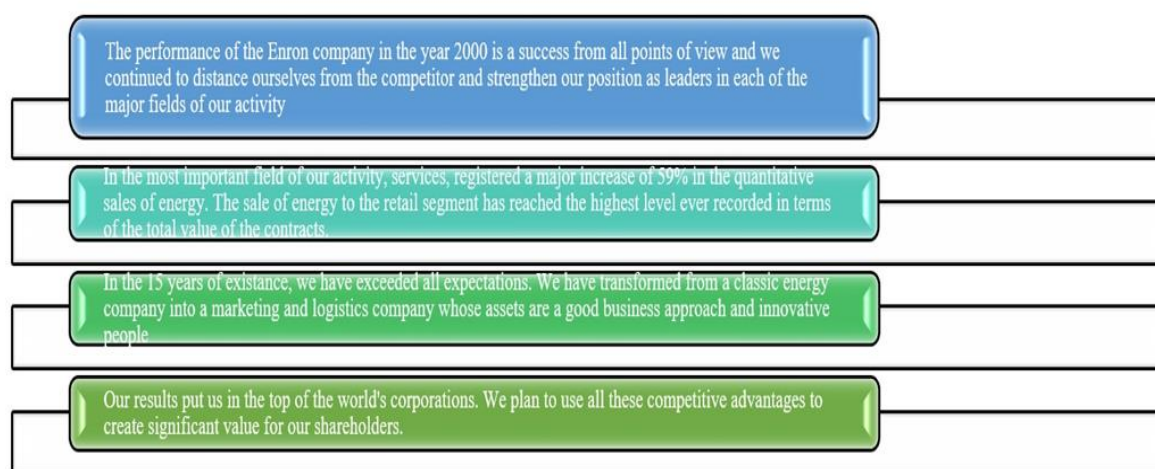 The performance of the Enron company in the year 2000 is a success from all points of view and we
continued to distance ourselves from the competitor and strengthen our position as leaders in each of the
major fields of our activity
In the most important field of our activity, services, registered a major increase of 59% in the quantitative
sales of energy. The sale of energy to the retail segment has reached the highest level ever recorded in terms
of the total value of the contracts.
In the 15 years of existance, we have exceeded all expectations. We have transformed from a classic energy
company into a marketing and logistics company whose assets are a good business approach and innovative
people
Our results put us in the top of the world's corporations. We plan to use all these competitive advantages to
create significant value for our shareholders.